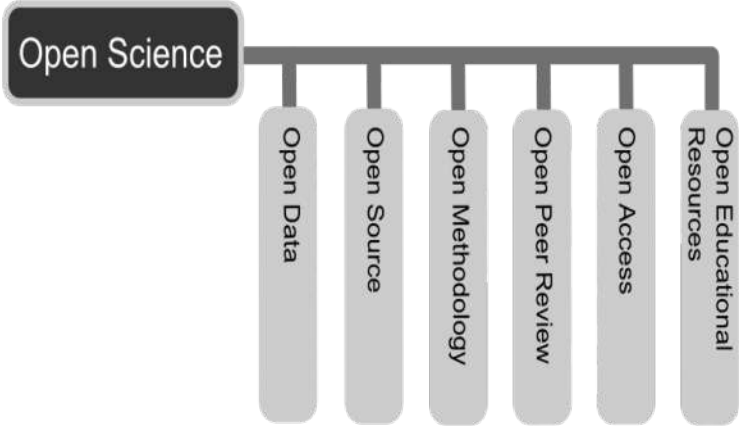 Open Science
Open Data
Open Source
Open Methodology
Open Peer Review
Open Access
Open Educational
Resources